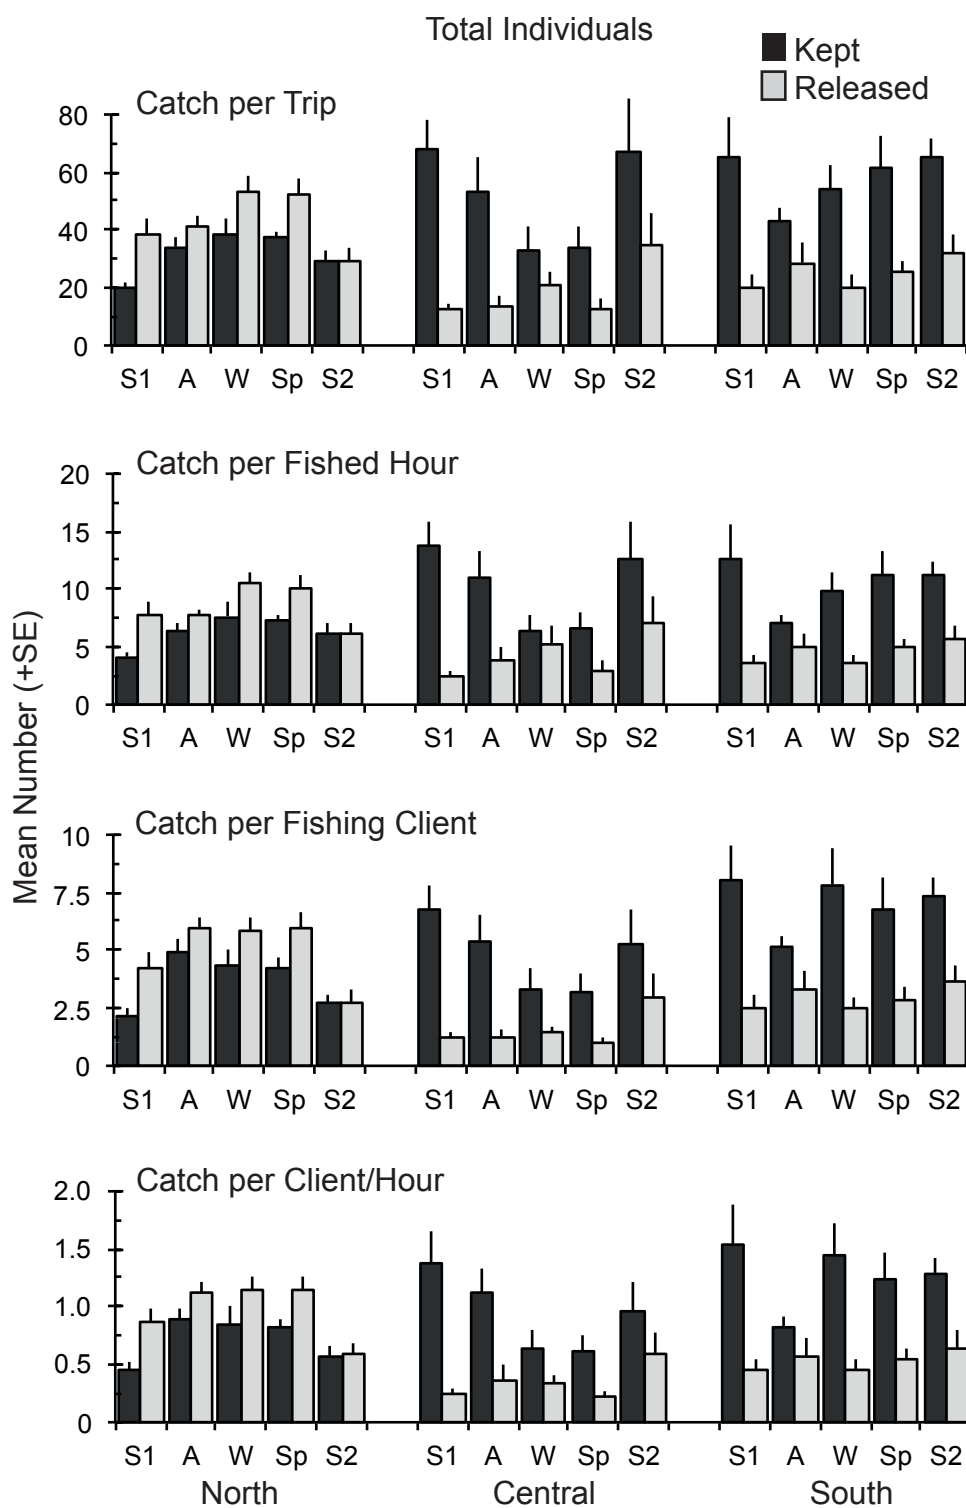 Total Individuals
Kept
Released
Catch per Trip
80
60
40
20
0
S1 A W Sp S2 S1 A W Sp S2 S1 A W Sp S2
Catch per Fished Hour
20
15
10
5
0
S1 A W Sp S2 S1 A W Sp S2 S1 A W Sp S2
Mean Number (+SE)
Catch per Fishing Client
10
7.5
5
2.5
0
S1 A W Sp S2 S1 A W Sp S2 S1 A W Sp S2
Catch per Client/Hour
2.0
1.5
1.0
0.5
0
S1 A W Sp S2 S1 A W Sp S2 S1 A W Sp S2
North Central South